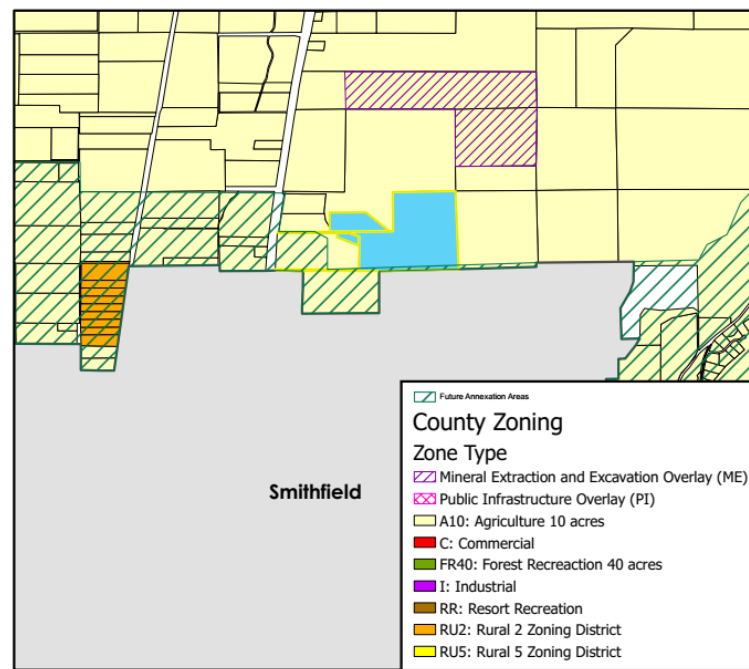 Smithfield
Future Annexation Areas
County Zoning
Zone Type
Mineral Extraction and Excavation Overlay (ME)
Public Infrastructure Overlay (PI)
A10: Agriculture 10 acres
C: Commercial
FR40: Forest Recreaction 40 acres
I: Industrial
RR: Resort Recreation
RU2: Rural 2 Zoning District
RU5: Rural 5 Zoning District